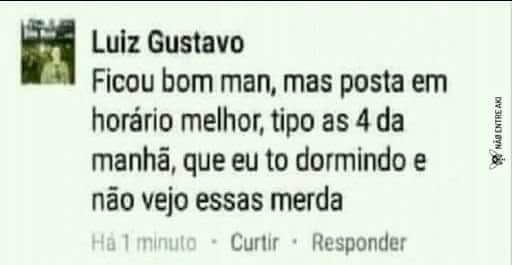 Luiz Gustavo
Ficou bom man, mas posta em
horário melhor, tipo as 4 da
manhã, que eu to dormindo e
não vejo essas merda
Há 1 minuto · Curtir · Responder
NÃO ENTRE AKI